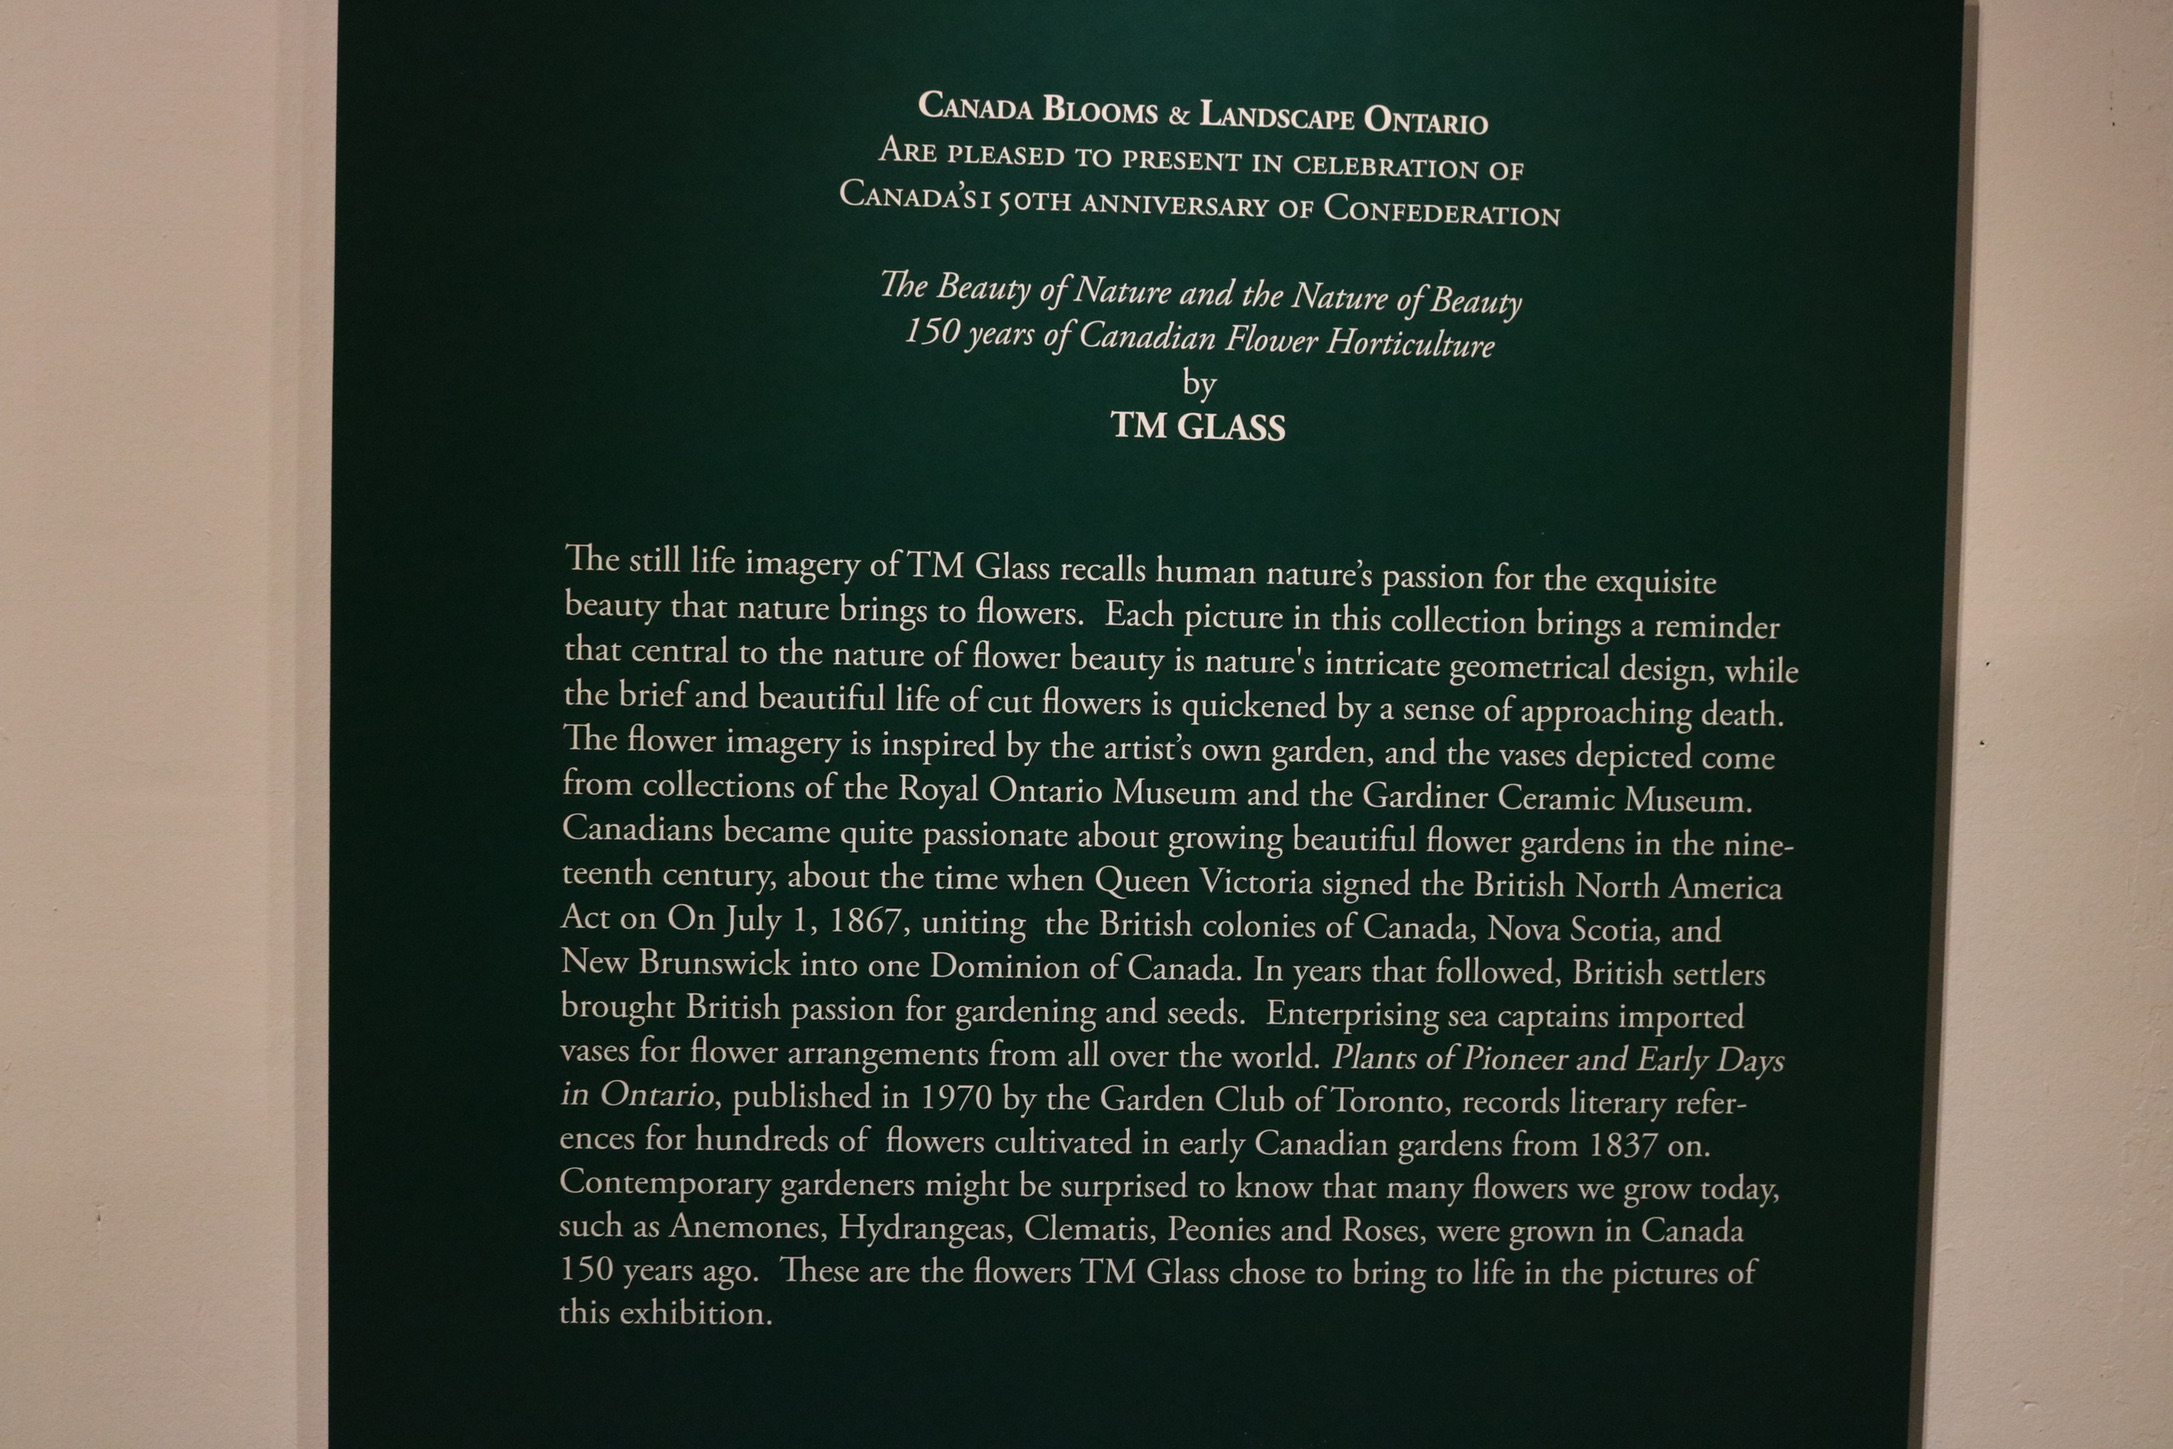 CANADA BLOOMS & LANDSCAPE ONTARIO
ARE PLEASED TO PRESENT IN CELEBRATION OF
CANADA'S150TH ANNIVERSARY OF CONFEDERATION
The Beauty of Nature and the Nature of Beauty
150 years of Canadian Flower Horticulture
by
TM GLASS
The still life imagery of TM Glass recalls human nature's passion for the exquisite
beauty that nature brings to flowers.  Each picture in this collection brings a reminder
that central to the nature of flower beauty is nature's intricate geometrical design, while
the brief and beautiful life of cut flowers is quickened by a sense of approaching death.
The flower imagery is inspired by the artist's own garden, and the vases depicted come
from collections of the Royal Ontario Museum and the Gardiner Ceramic Museum.
Canadians became quite passionate about growing beautiful flower gardens in the nine-
teenth century, about the time when Queen Victoria signed the British North America
Act on On July 1, 1867, uniting  the British colonies of Canada, Nova Scotia, and
New Brunswick into one Dominion of Canada. In years that followed, British settlers
brought British passion for gardening and seeds.  Enterprising sea captains imported
vases for flower arrangements from all over the world. Plants of Pioneer and Early Days
in Ontario, published in 1970 by the Garden Club of Toronto, records literary refer-
ences for hundreds of  flowers cultivated in early Canadian gardens from 1837 on.
Contemporary gardeners might be surprised to know that many flowers we grow today,
such as Anemones, Hydrangeas, Clematis, Peonies and Roses, were grown in Canada
150 years ago.  These are the flowers TM Glass chose to bring to life in the pictures of
this exhibition.